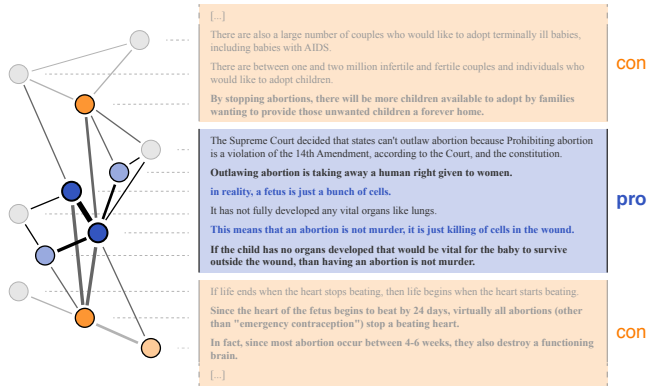 [...]
There are also a large number of couples who would like to adopt terminally ill babies,
including babies with AIDS.
There are between one and two million infertile and fertile couples and individuals who
would like to adopt children.
By stopping abortions, there will be more children available to adopt by families
wanting to provide those unwanted children a forever home.
con
The Supreme Court decided that states can't outlaw abortion because Prohibiting abortion
is a violation of the 14th Amendment, according to the Court, and the constitution.
Outlawing abortion is taking away a human right given to women.
in reality, a fetus is just a bunch of cells.
It has not fully developed any vital organs like lungs.
This means that an abortion is not murder, it is just killing of cells in the wound.
If the child has no organs developed that would be vital for the baby to survive
outside the wound, than having an abortion is not murder.
pro
If life ends when the heart stops beating, then life begins when the heart starts beating.
Since the heart of the fetus begins to beat by 24 days, virtually all abortions (other
than "emergency contraception") stop a beating heart.
In fact, since most abortion occur between 4-6 weeks, they also destroy a functioning
brain.
[...]
con